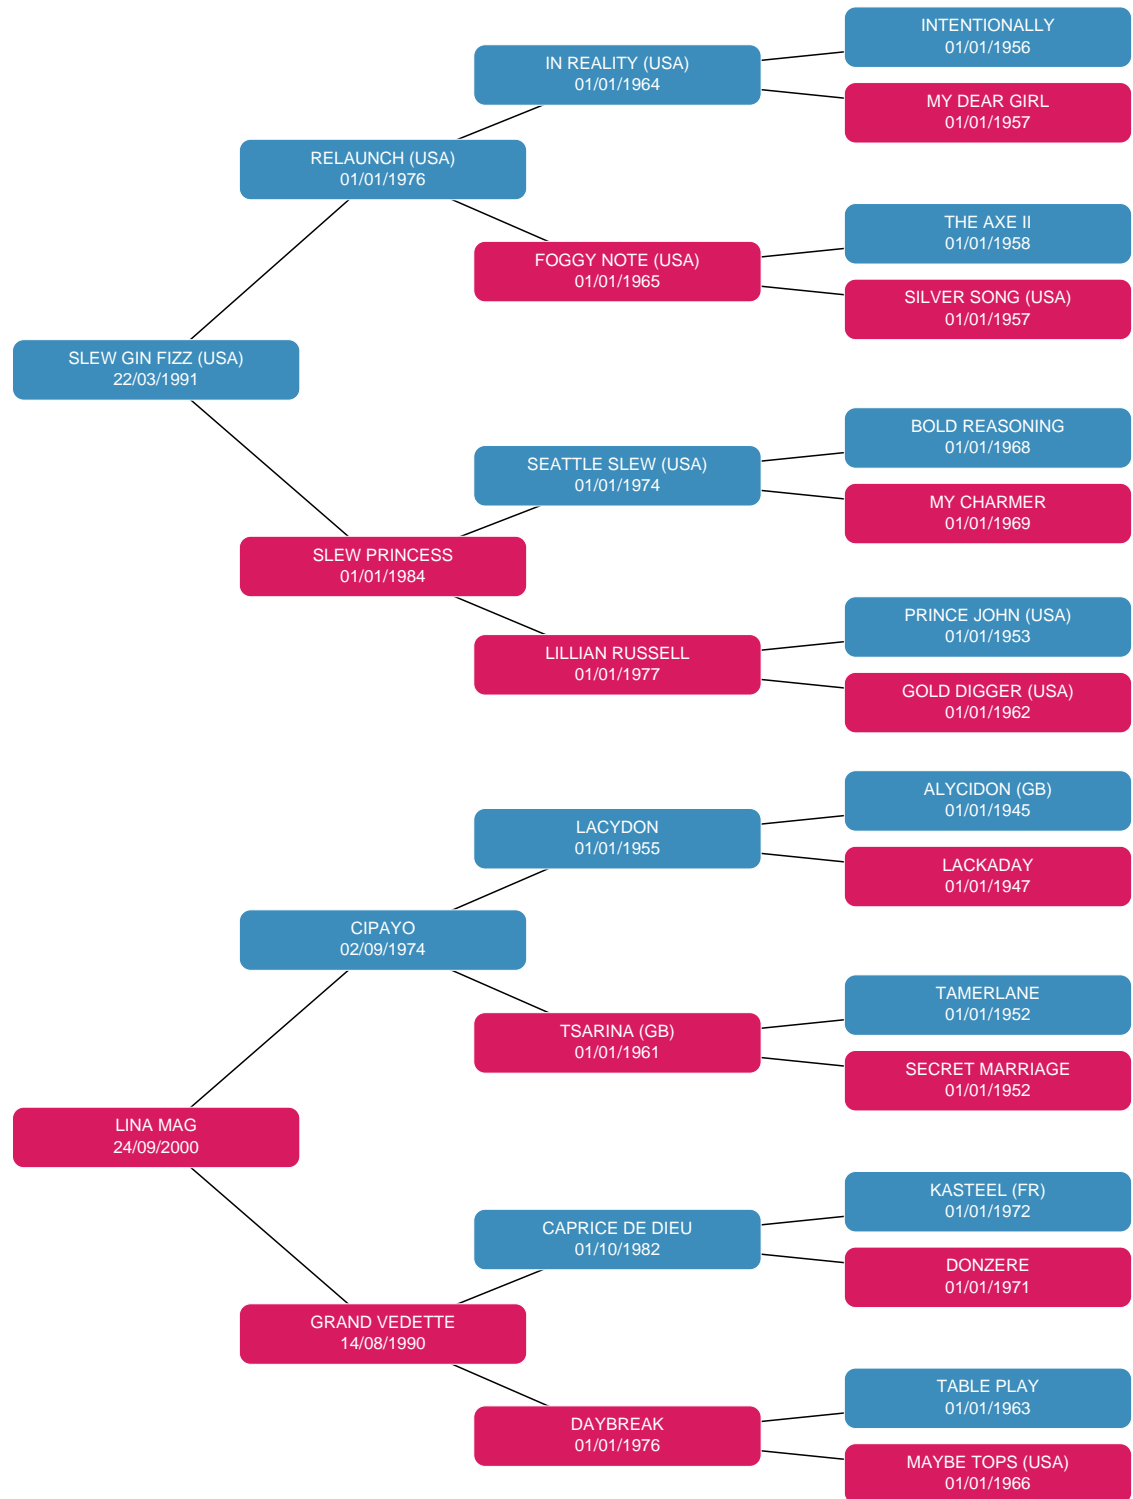 INTENTIONALLY
01/01/1956
IN REALITY (USA)
01/01/1964
MY DEAR GIRL
01/01/1957
RELAUNCH (USA)
01/01/1976
THE AXE II
01/01/1958
FOGGY NOTE (USA)
01/01/1965
SILVER SONG (USA)
01/01/1957
SLEW GIN FIZZ (USA)
22/03/1991
BOLD REASONING
01/01/1968
SEATTLE SLEW (USA)
01/01/1974
MY CHARMER
01/01/1969
SLEW PRINCESS
01/01/1984
PRINCE JOHN (USA)
01/01/1953
LILLIAN RUSSELL
01/01/1977
GOLD DIGGER (USA)
01/01/1962
ALYCIDON (GB)
01/01/1945
LACYDON
01/01/1955
LACKADAY
01/01/1947
CIPAYO
02/09/1974
TAMERLANE
01/01/1952
TSARINA (GB)
01/01/1961
SECRET MARRIAGE
01/01/1952
LINA MAG
24/09/2000
KASTEEL (FR)
01/01/1972
CAPRICE DE DIEU
01/10/1982
DONZERE
01/01/1971
GRAND VEDETTE
14/08/1990
TABLE PLAY
01/01/1963
DAYBREAK
01/01/1976
MAYBE TOPS (USA)
01/01/1966